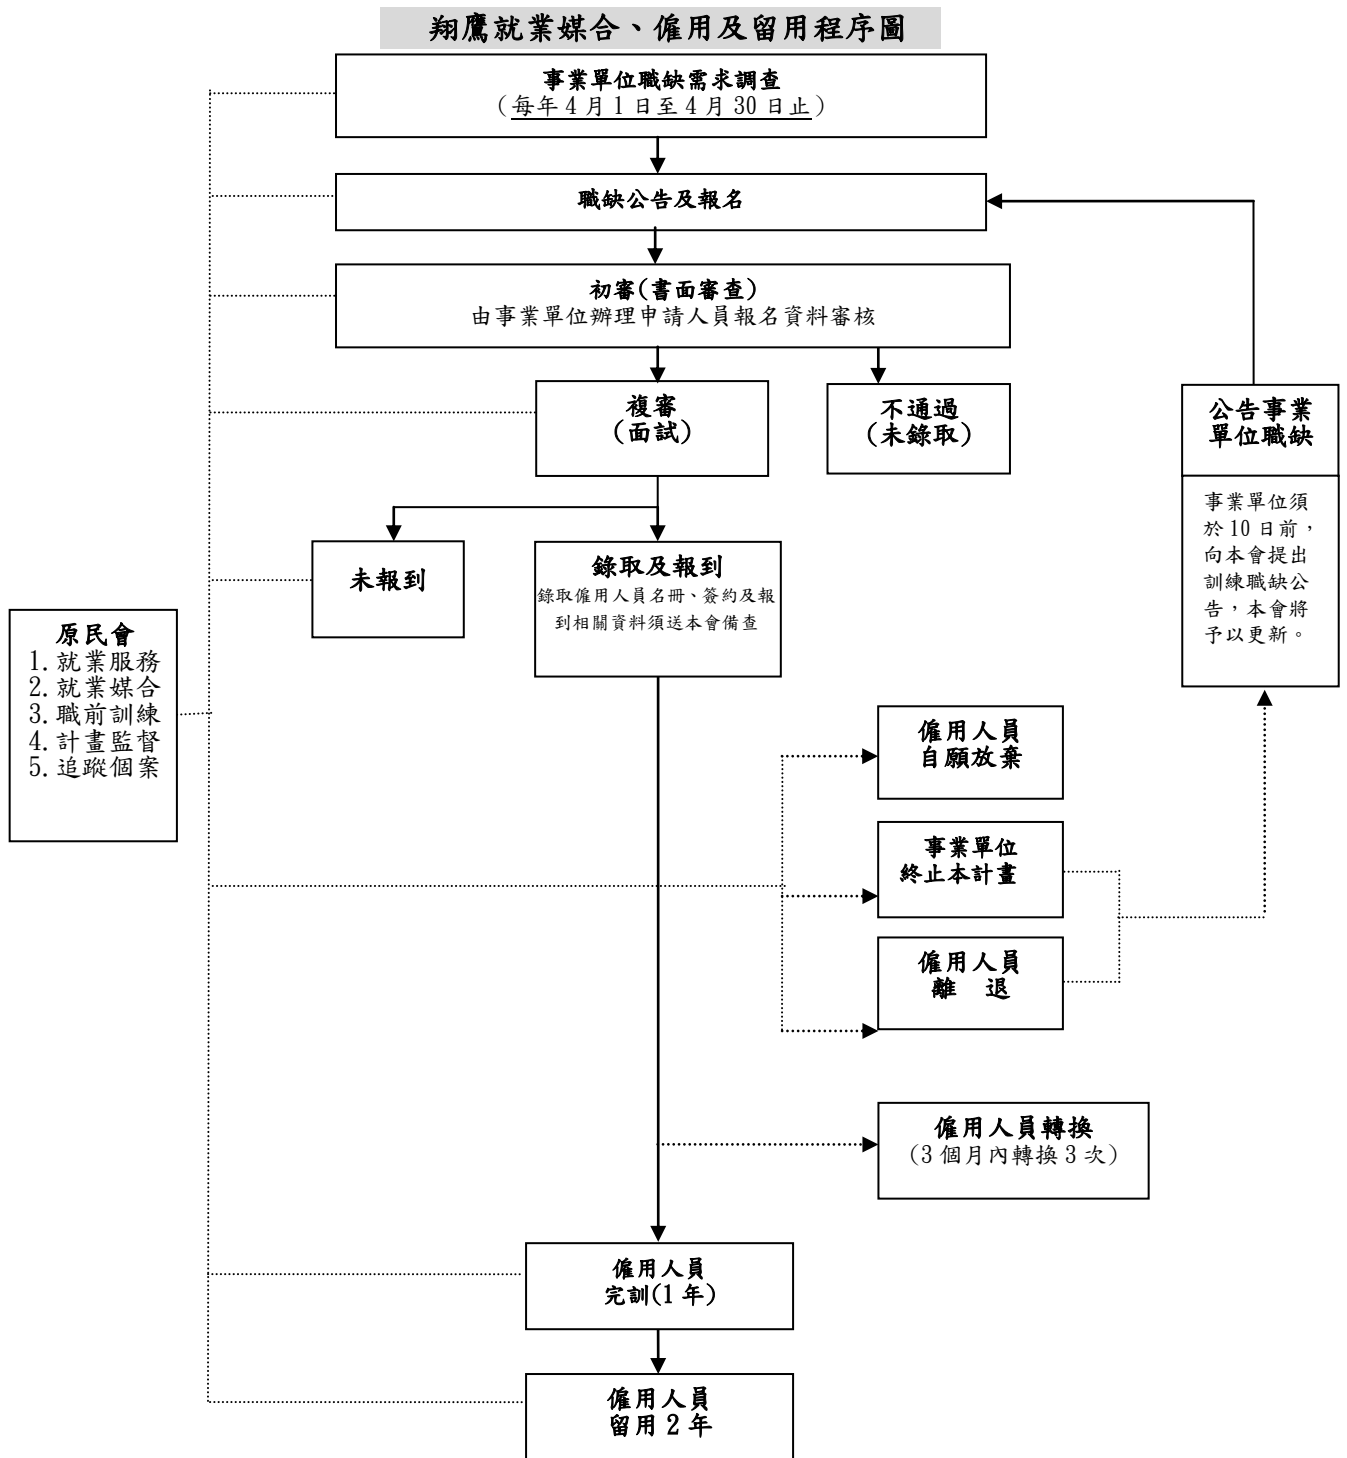 翔鷹就業媒合、僱用及留用程序圖
事業單位職缺需求調查
（每年4月1日至4月30日止）
職缺公告及報名
初審(書面審查)
由事業單位辦理申請人員報名資料審核
複審
(面試)
不通過
(未錄取)
公告事業
單位職缺
事業單位須
於10日前，
向本會提出
訓練職缺公
告，本會將
予以更新。
未報到
錄取及報到
錄取僱用人員名冊、簽約及報
到相關資料須送本會備查
原民會
1.就業服務
2.就業媒合
3.職前訓練
4.計畫監督
5.追蹤個案
僱用人員
自願放棄
事業單位
終止本計畫
僱用人員
離　退
僱用人員轉換
（3個月內轉換3次）
僱用人員
完訓(1年)
僱用人員
留用2年